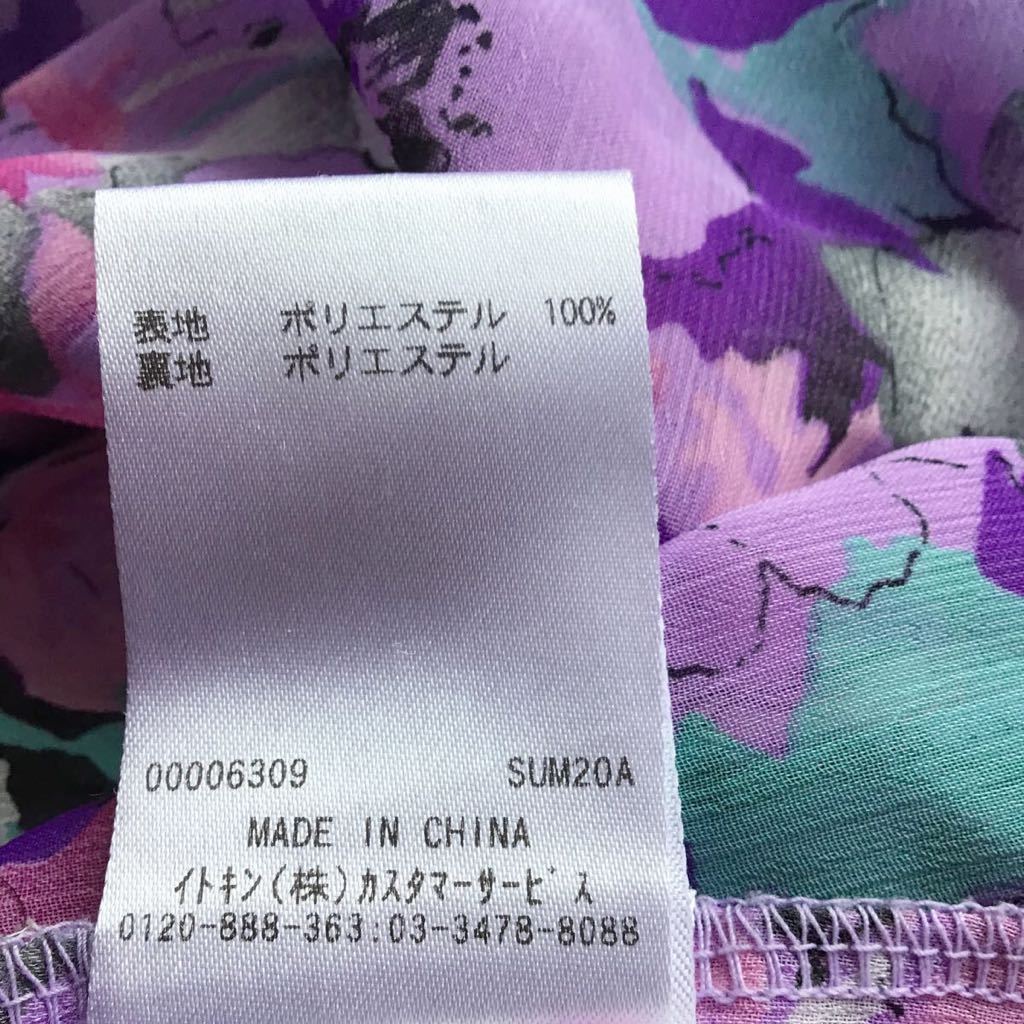 表地 ポリエステル 100%
裏地 ポリエステル
00006309 SUM20A
MADE IN CHINA
イトキン(株)カスタマーサービス
0120-888-363:03-3478-8088